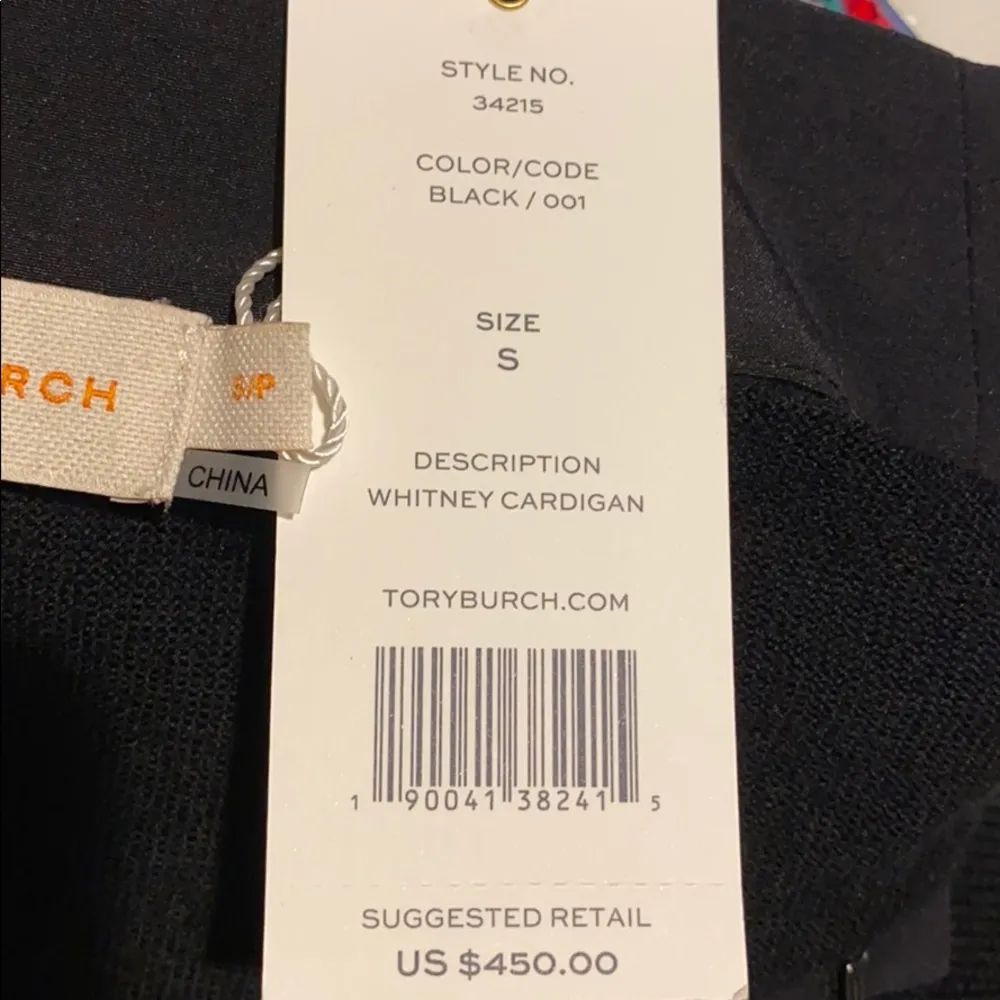 STYLE NO.
34215
COLOR/CODE
BLACK / 001
SIZE
S
RCH
S/P
CHINA
DESCRIPTION
WHITNEY CARDIGAN
TORYBURCH.COM
1 90041 38241 5
SUGGESTED RETAIL
US $450.00